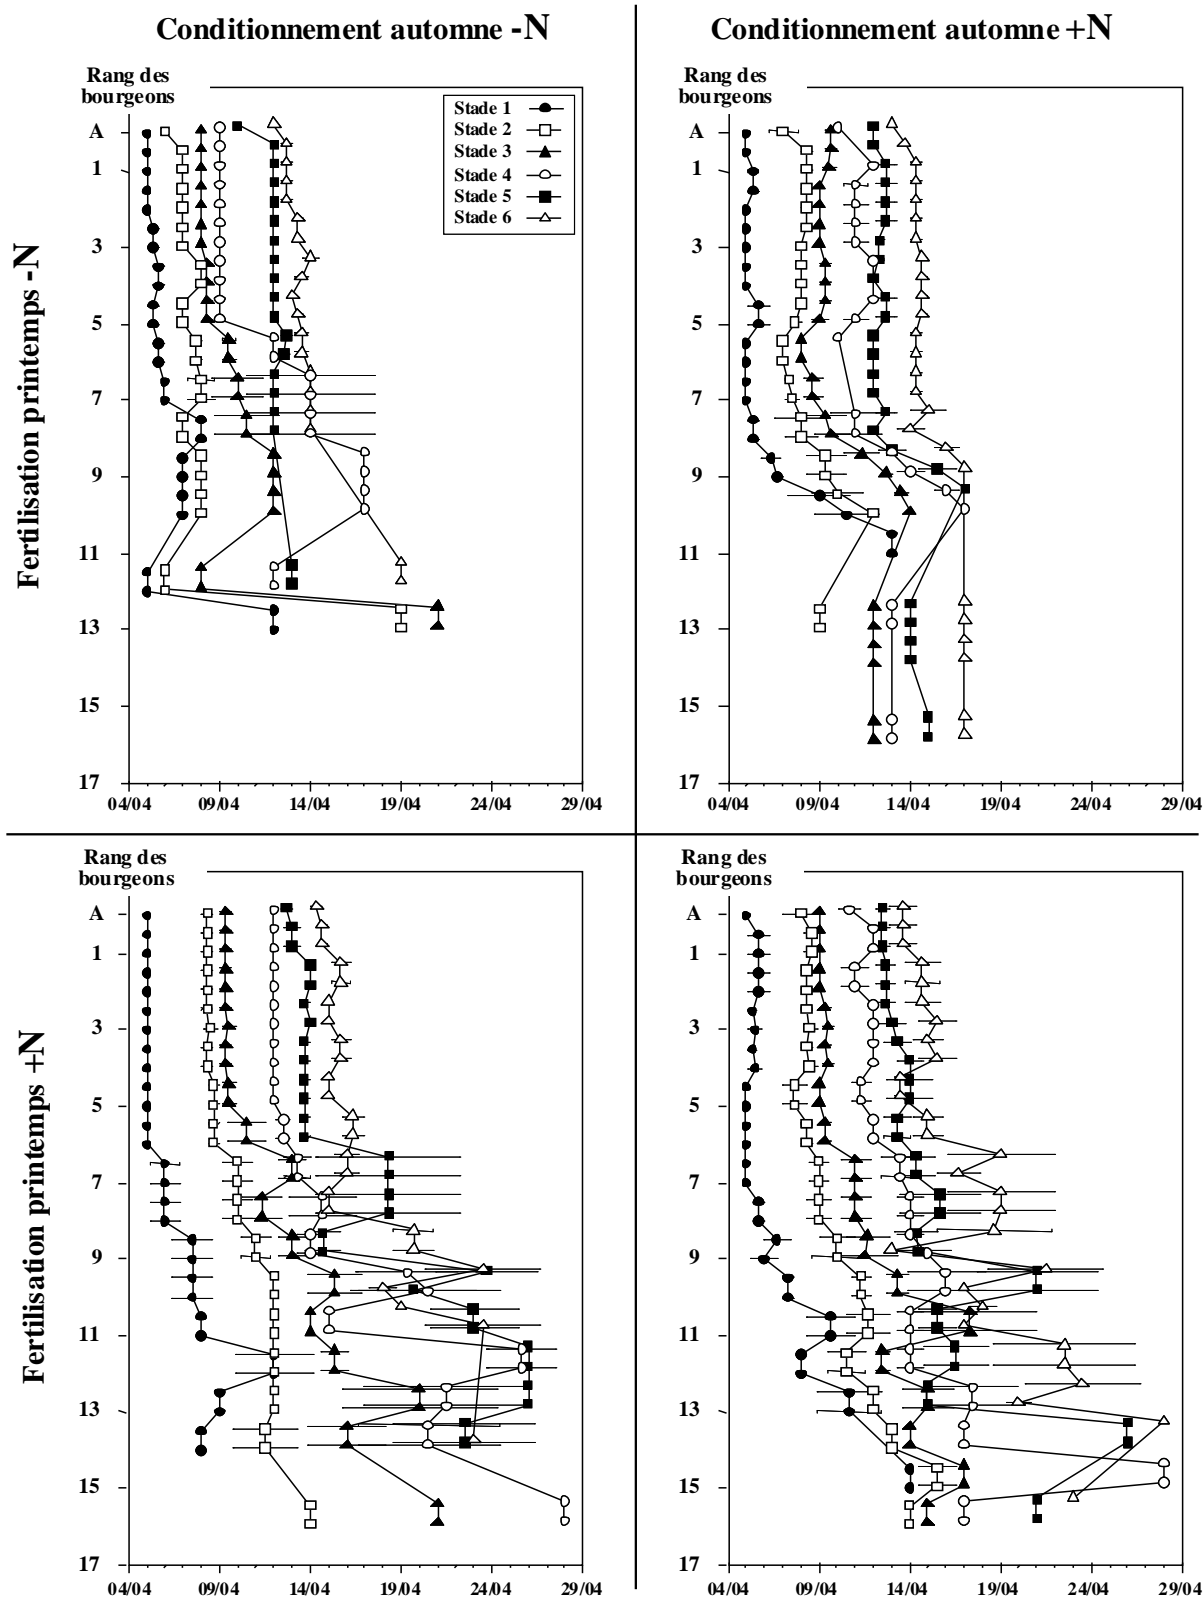 Conditionnement automne -N
Conditionnement automne +N
Fertilisation printemps -N
Rang des
bourgeons
A
1
3
5
7
9
11
13
15
17
04/04 09/04 14/04 19/04 24/04 29/04
Stade 1
Stade 2
Stade 3
Stade 4
Stade 5
Stade 6
Rang des
bourgeons
A
1
3
5
7
9
11
13
15
17
04/04 09/04 14/04 19/04 24/04 29/04
Fertilisation printemps +N
Rang des
bourgeons
A
1
3
5
7
9
11
13
15
17
04/04 09/04 14/04 19/04 24/04 29/04
Rang des
bourgeons
A
1
3
5
7
9
11
13
15
17
04/04 09/04 14/04 19/04 24/04 29/04